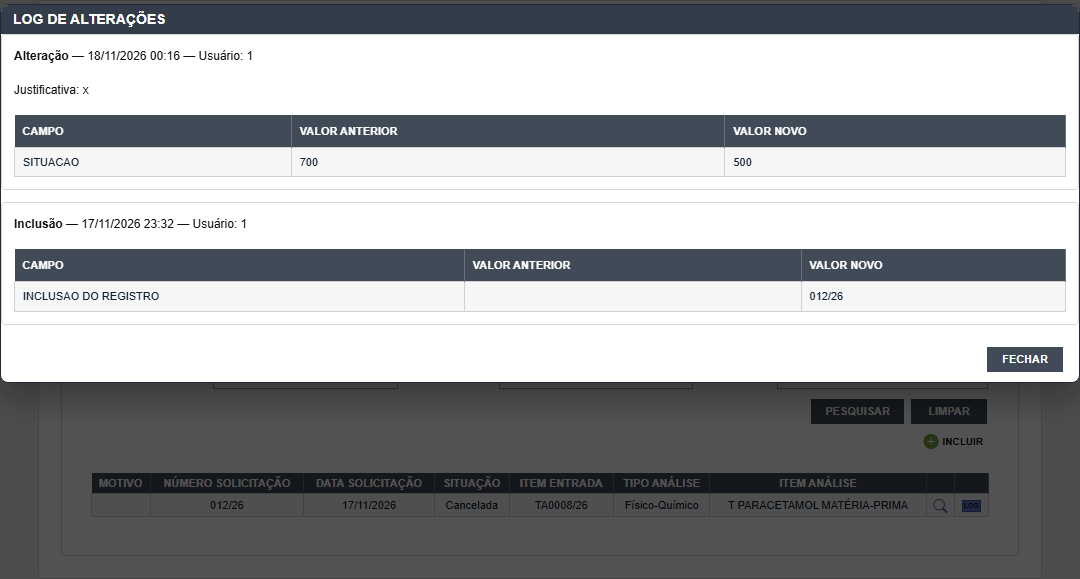 LOG DE ALTERAÇÕES
Alteração — 18/11/2026 00:16 — Usuário: 1
Justificativa: x
CAMPO VALOR ANTERIOR VALOR NOVO
SITUACAO 700 500
Inclusão — 17/11/2026 23:32 — Usuário: 1
CAMPO VALOR ANTERIOR VALOR NOVO
INCLUSAO DO REGISTRO 012/26
FECHAR
PESQUISAR LIMPAR
INCLUIR
MOTIVO NÚMERO SOLICITAÇÃO DATA SOLICITAÇÃO SITUAÇÃO ITEM ENTRADA TIPO ANÁLISE ITEM ANÁLISE
012/26 17/11/2026 Cancelada TA0008/26 Físico-Químico T PARACETAMOL MATÉRIA-PRIMA LOG